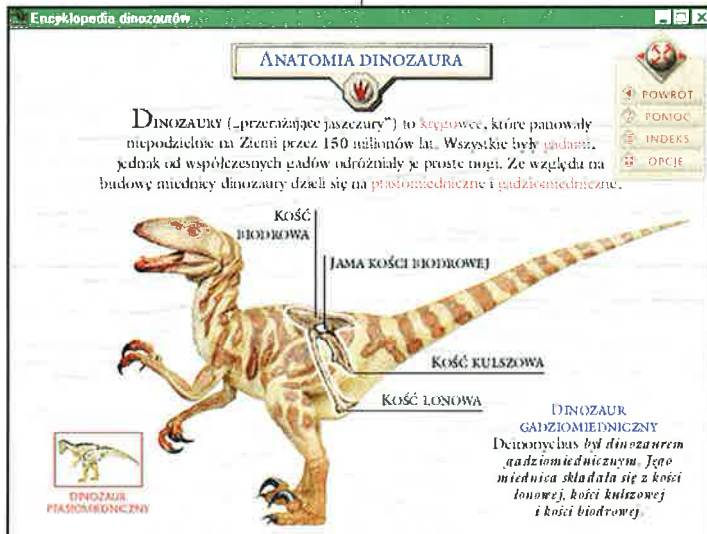 Encyklopedia dinozaurów
ANATOMIA DINOZAURA
POWRÓT
POMOC
INDEKS
OPCJE
DINOZAURY („przerażające jaszczury”) to kręgowce, które panowały
niepodzielnie na Ziemi przez 150 milionów lat. Wszystkie były gadami,
jednak od współczesnych gadów odróżniały je proste nogi. Ze względu na
budowę miednicy dinozaury dzieli się na ptasiomiedniczne i gadziomiedniczne.
KOŚĆ
BIODROWA
JAMA KOŚCI BIODROWEJ
KOŚĆ KULSZOWA
KOŚĆ ŁONOWA
DINOZAUR
PTASIOMIEDNICZNY
DINOZAUR
GADZIOMIEDNICZNY
Deinonychus był dinozaurem
gadziomiednicznym. Jego
miednica składała się z kości
łonowej, kości kulszowej
i kości biodrowej.